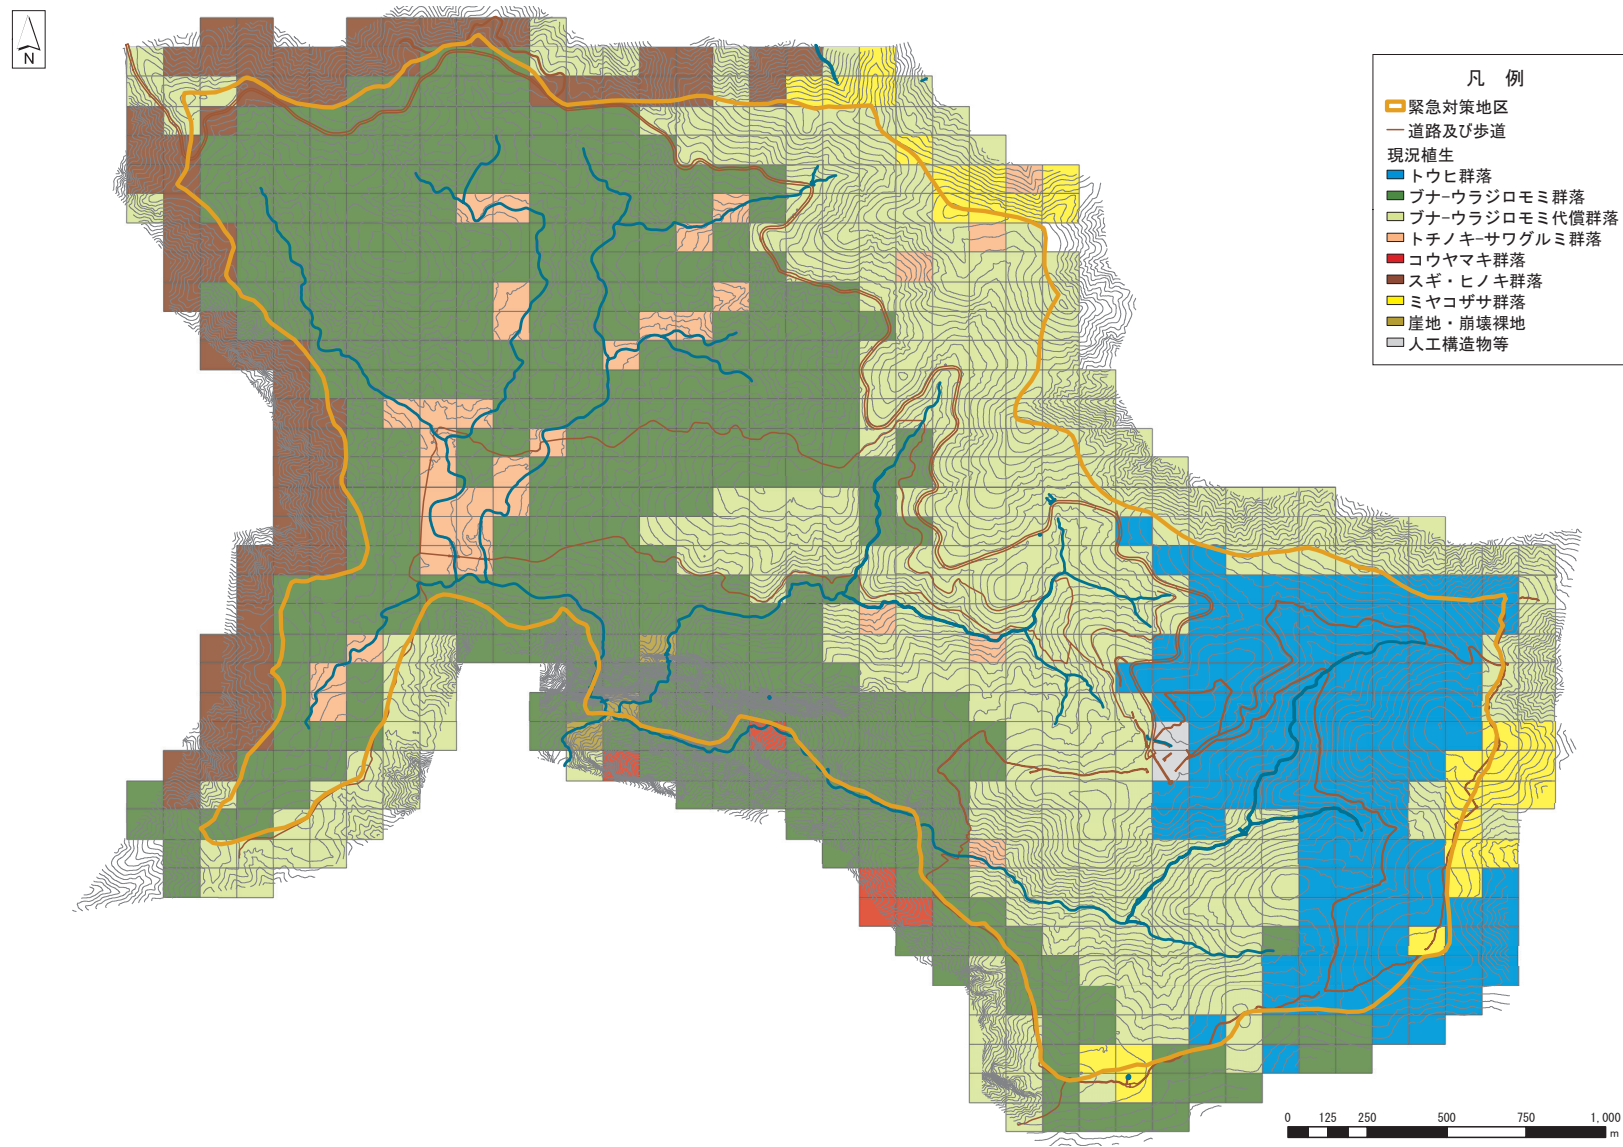 N
凡 例
緊急対策地区
道路及び歩道
現況植生
トウヒ群落
ブナ−ウラジロモミ群落
ブナ−ウラジロモミ代償群落
トチノキ−サワグルミ群落
コウヤマキ群落
スギ・ヒノキ群落
ミヤコザサ群落
崖地・崩壊裸地
人工構造物等
0 125 250 500 750 1,000
m